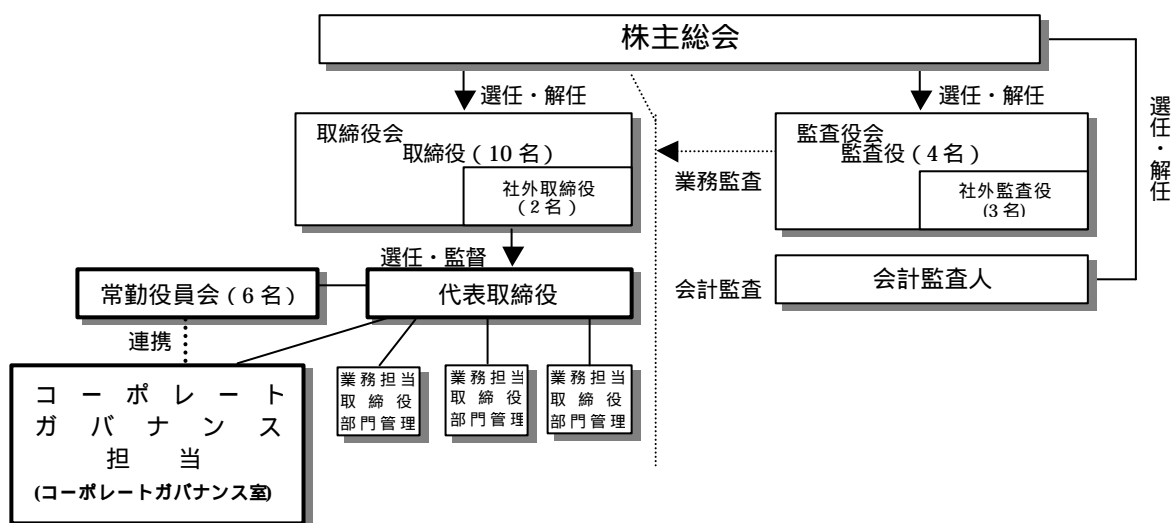 株主総会
選任・解任
選任・解任
選任・解任
取締役会
取締役(10名)
社外取締役
(2名)
業務監査
監査役会
監査役(4名)
社外監査役
(3名)
選任・監督
常勤役員会(6名)
代表取締役
会計監査
会計監査人
連携
コーポレート
ガバナンス
担当
(コーポレートガバナンス室)
業務担当
取締役
部門管理
業務担当
取締役
部門管理
業務担当
取締役
部門管理